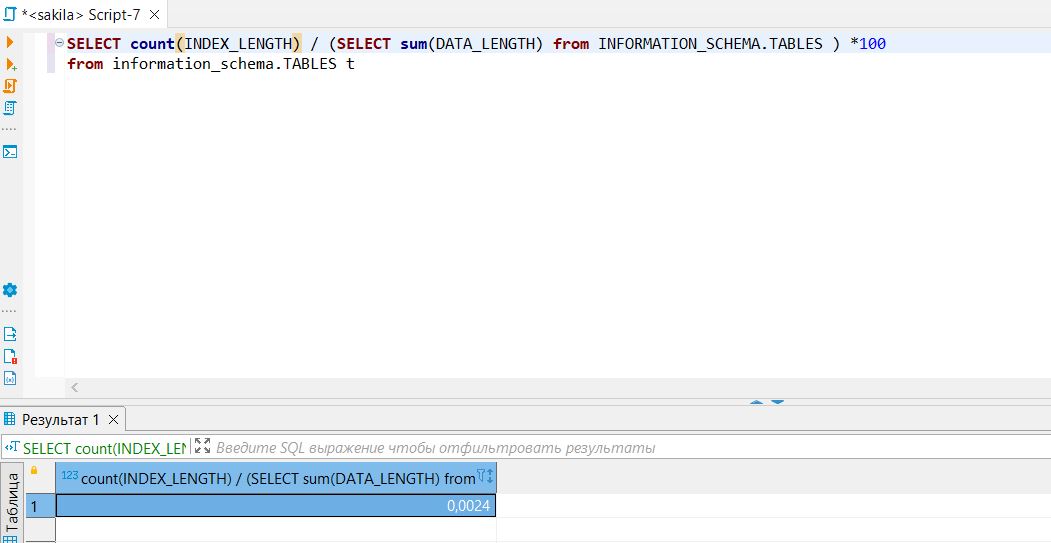 *<sakila> Script-7
SELECT count(INDEX_LENGTH) / (SELECT sum(DATA_LENGTH) from INFORMATION_SCHEMA.TABLES ) *100
from information_schema.TABLES t
Результат 1
SELECT count(INDEX_LEN
Введите SQL выражение чтобы отфильтровать результаты
Таблица
123 count(INDEX_LENGTH) / (SELECT sum(DATA_LENGTH) from
1
0,0024